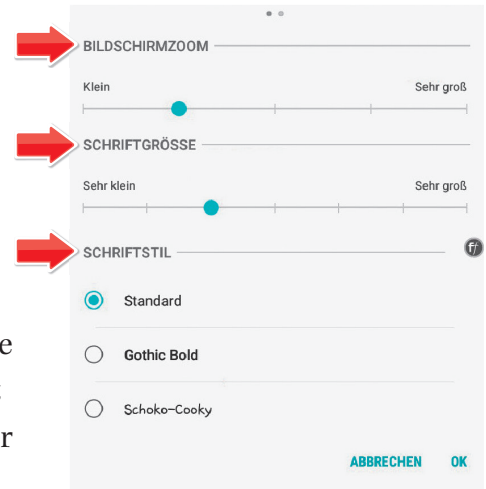 BILDSCHIRMZOOM
Klein Sehr groß
SCHRIFTGRÖSSE
Sehr klein Sehr groß
SCHRIFTSTIL
Standard
Gothic Bold
Schoko-Cooky
ABBRECHEN OK
e
r